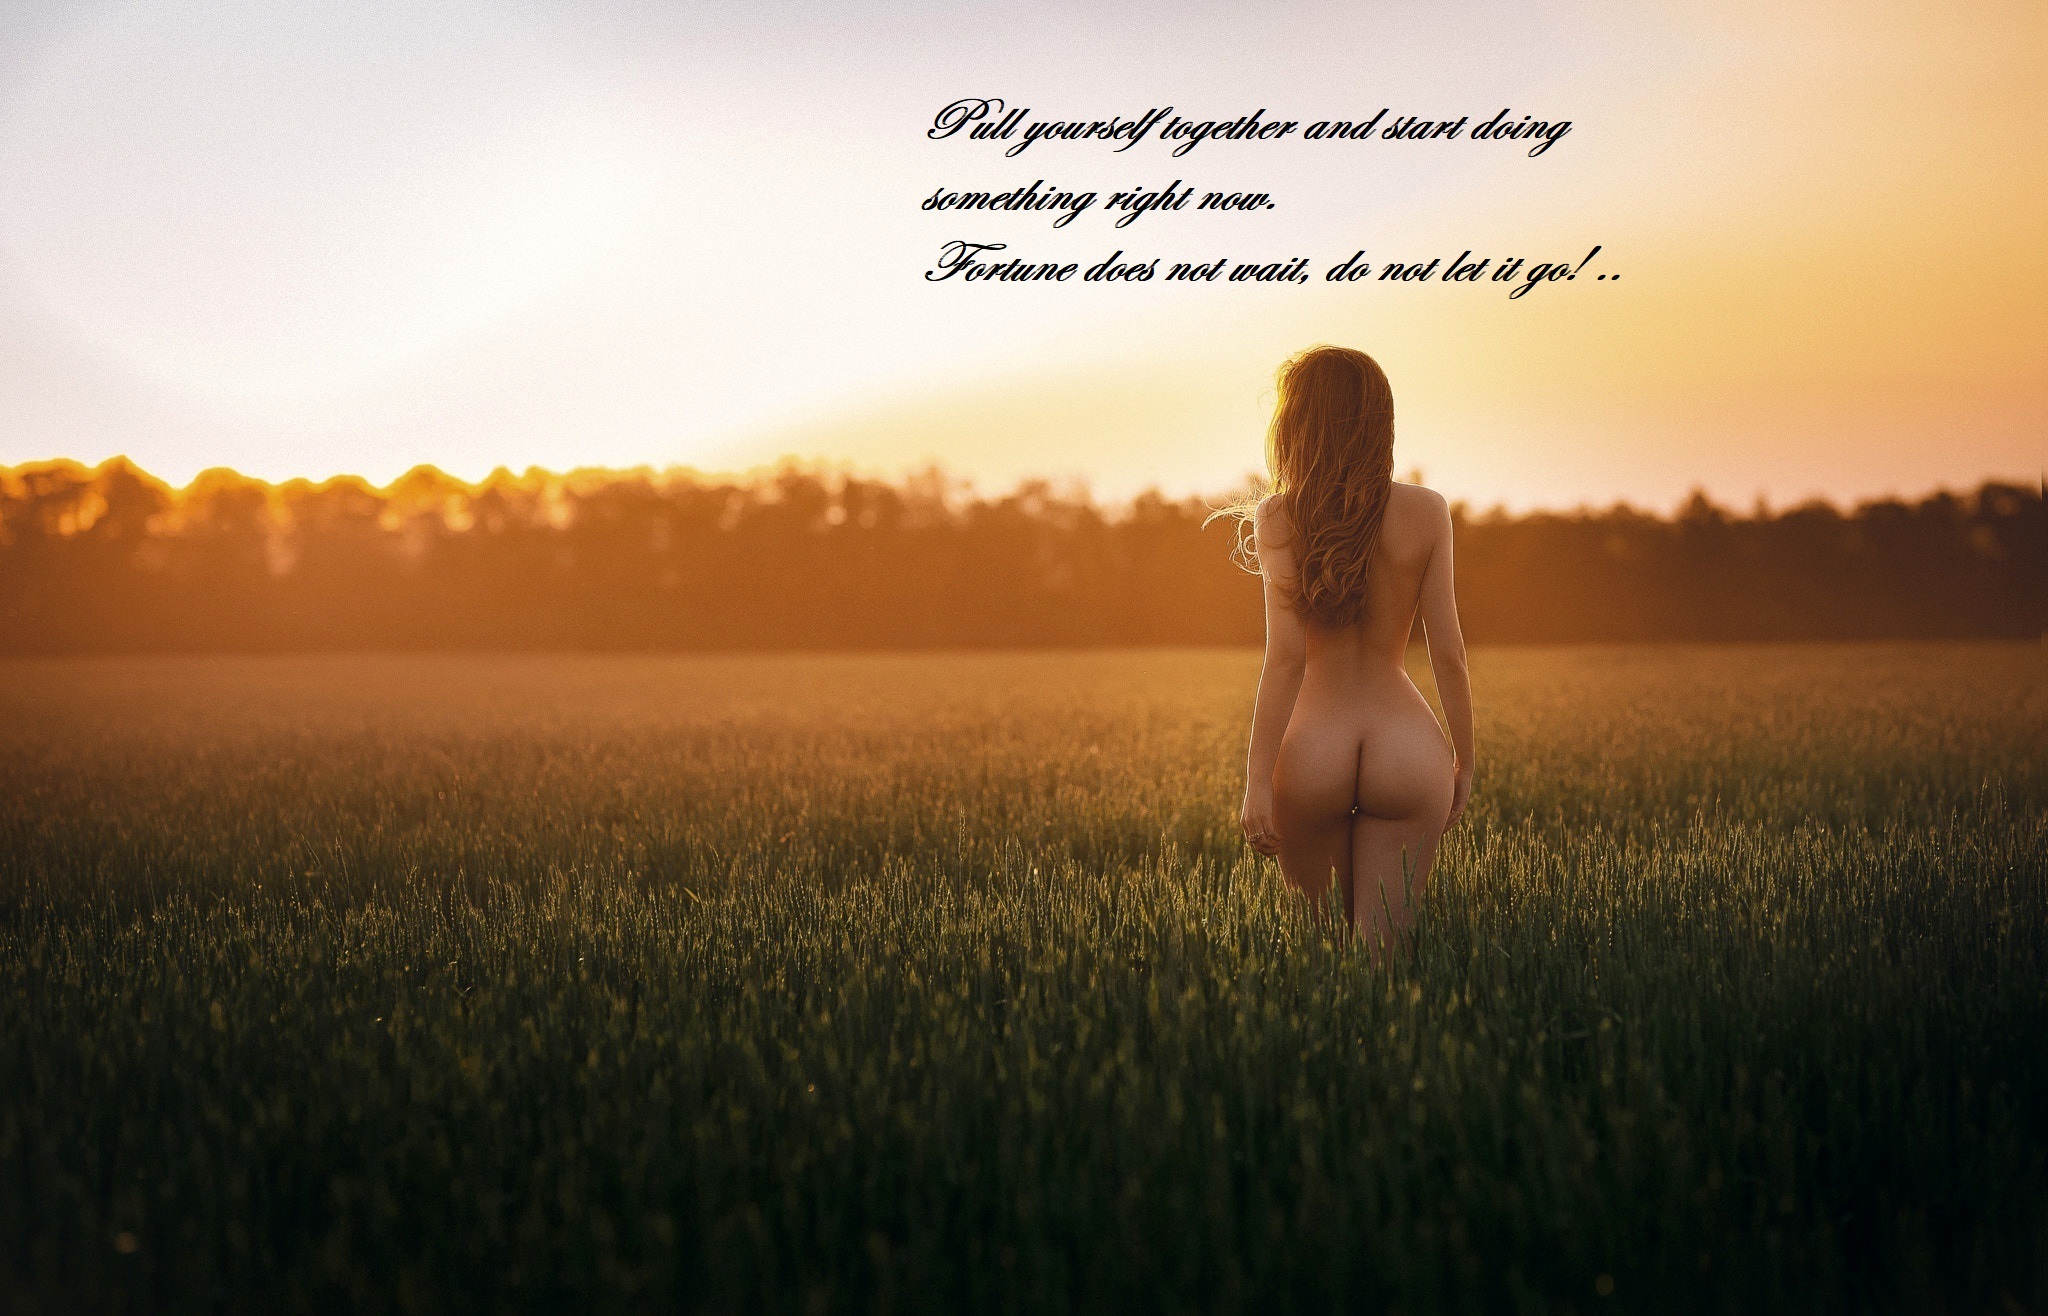 Pull yourself together and start doing
something right now.
Fortune does not wait, do not let it go! ..